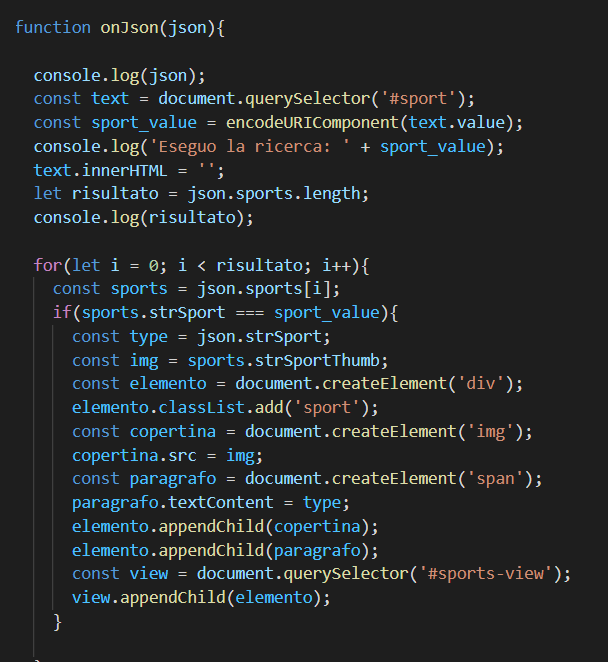 function onJson(json){
console.log(json);
const text = document.querySelector('#sport');
const sport_value = encodeURIComponent(text.value);
console.log('Eseguo la ricerca: ' + sport_value);
text.innerHTML = '';
let risultato = json.sports.length;
console.log(risultato);
for(let i = 0; i < risultato; i++){
const sports = json.sports[i];
if(sports.strSport === sport_value){
const type = json.strSport;
const img = sports.strSportThumb;
const elemento = document.createElement('div');
elemento.classList.add('sport');
const copertina = document.createElement('img');
copertina.src = img;
const paragrafo = document.createElement('span');
paragrafo.textContent = type;
elemento.appendChild(copertina);
elemento.appendChild(paragrafo);
const view = document.querySelector('#sports-view');
view.appendChild(elemento);
}